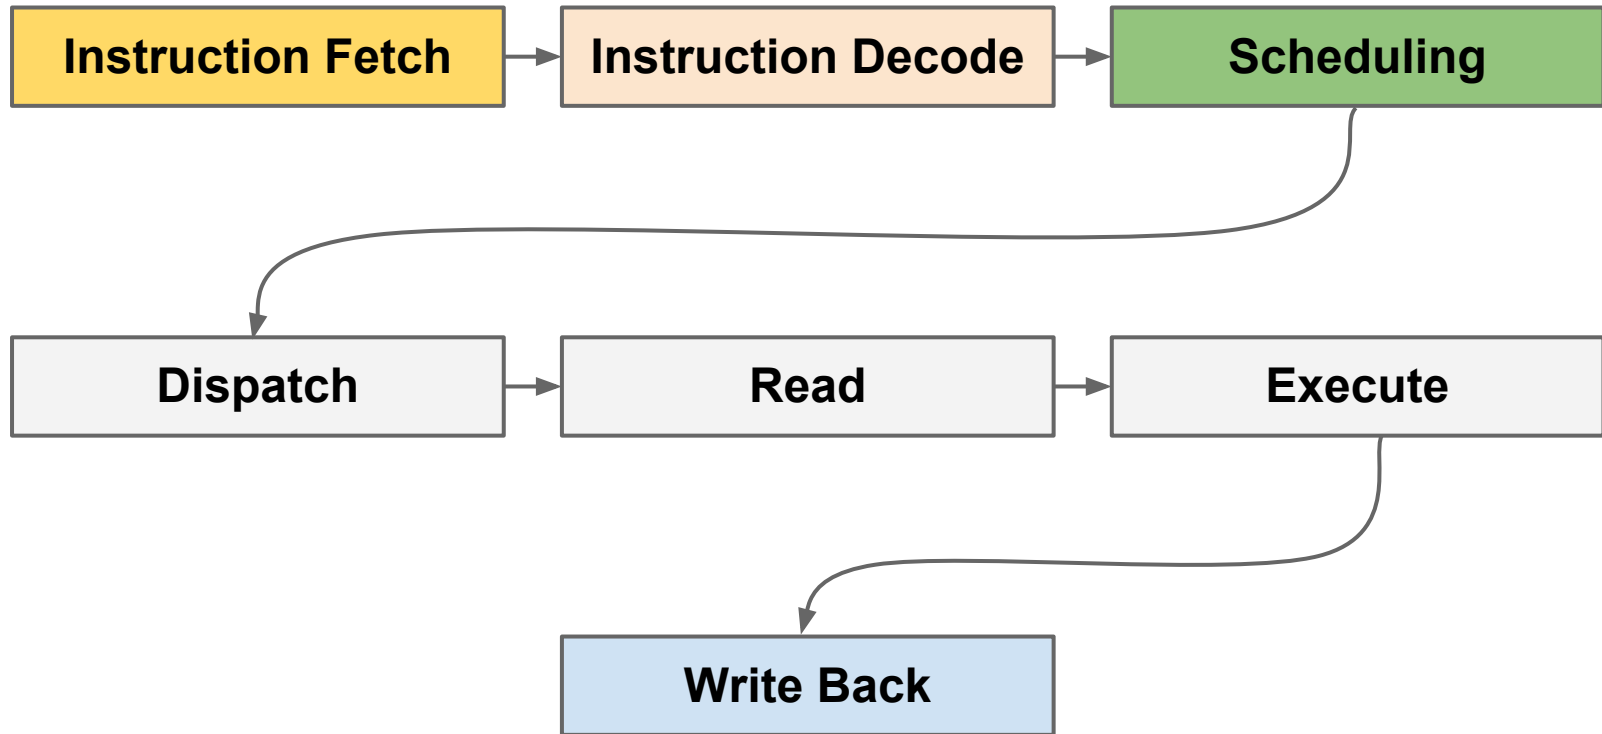 Instruction Fetch
Instruction Decode
Scheduling
Dispatch
Read
Execute
Write Back